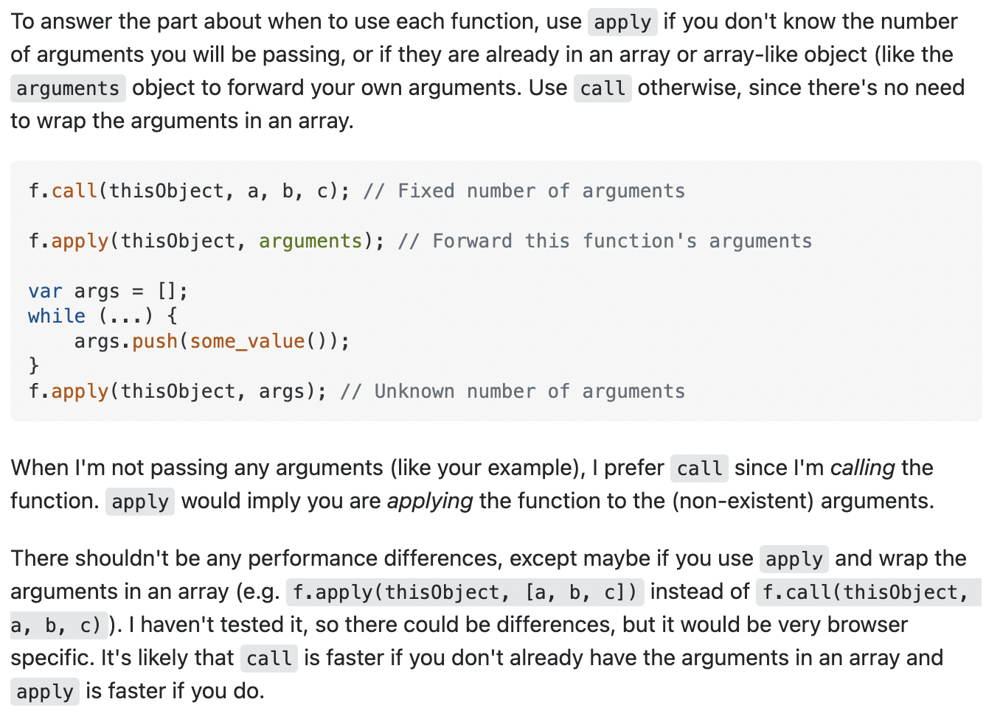 To answer the part about when to use each function, use apply if you don't know the number
of arguments you will be passing, or if they are already in an array or array-like object (like the
arguments object to forward your own arguments. Use call otherwise, since there's no need
to wrap the arguments in an array.
f.call(thisObject, a, b, c); // Fixed number of arguments
f.apply(thisObject, arguments); // Forward this function's arguments
var args = [];
while (...) {
    args.push(some_value());
}
f.apply(thisObject, args); // Unknown number of arguments
When I'm not passing any arguments (like your example), I prefer call since I'm calling the
function. apply would imply you are applying the function to the (non-existent) arguments.
There shouldn't be any performance differences, except maybe if you use apply and wrap the
arguments in an array (e.g. f.apply(thisObject, [a, b, c]) instead of f.call(thisObject,
a, b, c)). I haven't tested it, so there could be differences, but it would be very browser
specific. It's likely that call is faster if you don't already have the arguments in an array and
apply is faster if you do.